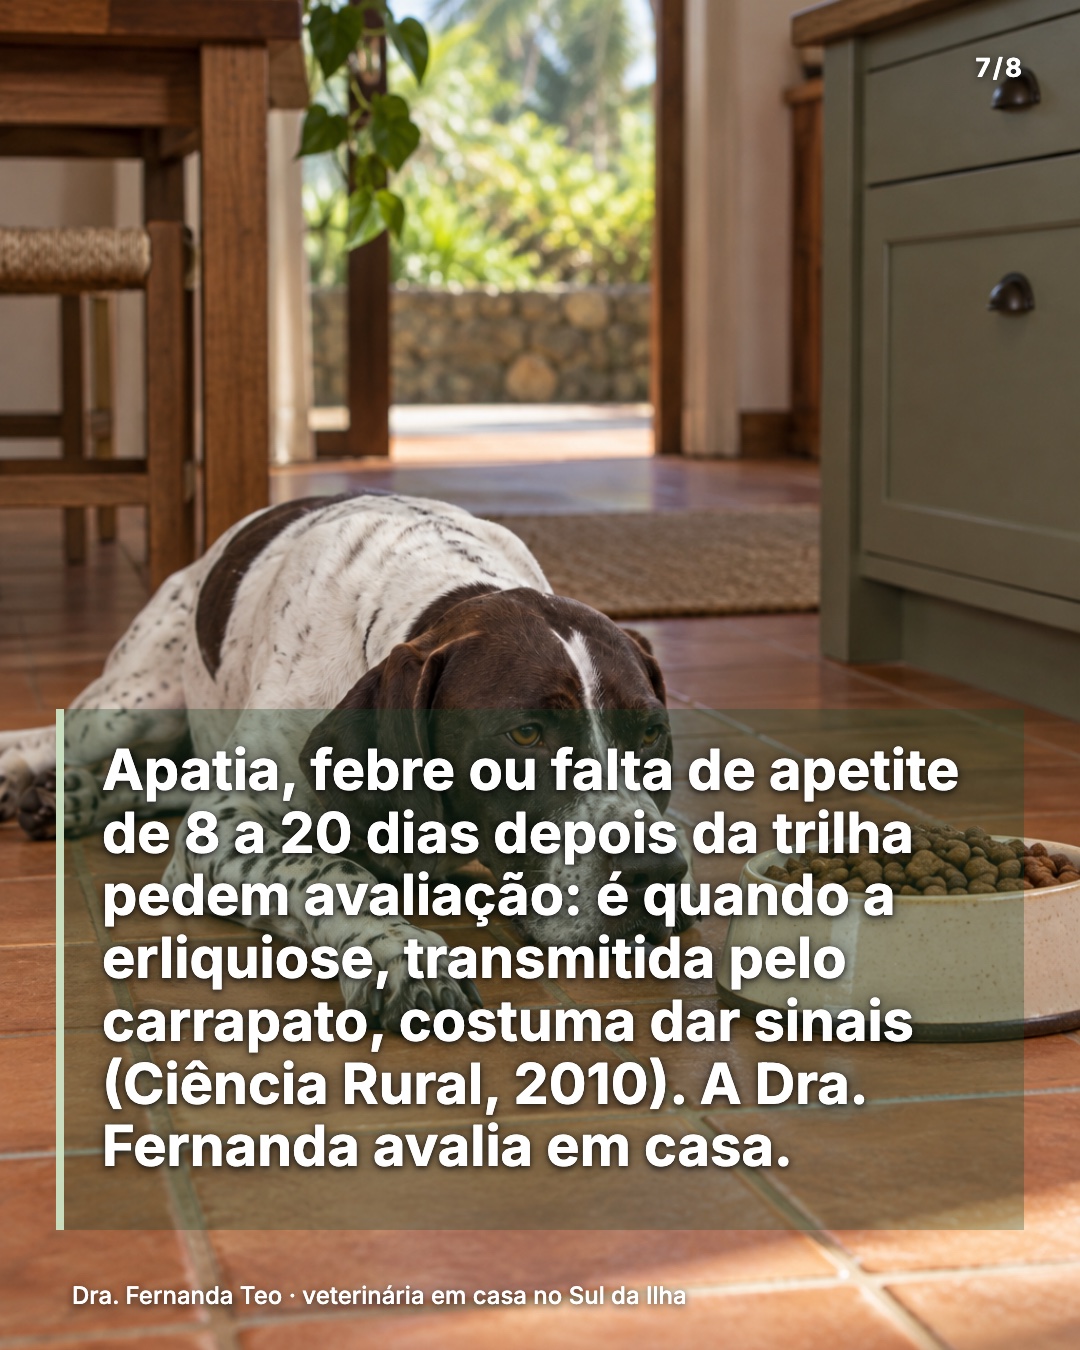 7/8
Apatia, febre ou falta de apetite
de 8 a 20 dias depois da trilha
pedem avaliação: é quando a
erliquiose, transmitida pelo
carrapato, costuma dar sinais
(Ciência Rural, 2010). A Dra.
Fernanda avalia em casa.
Dra. Fernanda Teo · veterinária em casa no Sul da Ilha